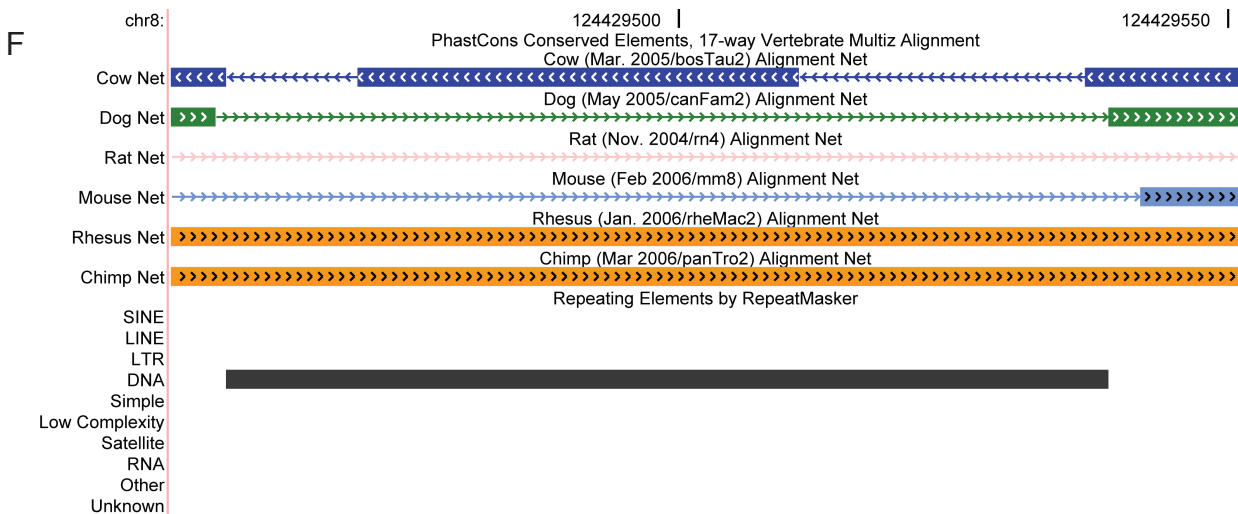 F
chr8: 124429500 124429550
PhastCons Conserved Elements, 17-way Vertebrate Multiz Alignment
Cow (Mar. 2005/bosTau2) Alignment Net
Cow Net
Dog (May 2005/canFam2) Alignment Net
Dog Net
Rat (Nov. 2004/rn4) Alignment Net
Rat Net
Mouse (Feb 2006/mm8) Alignment Net
Mouse Net
Rhesus (Jan. 2006/rheMac2) Alignment Net
Rhesus Net
Chimp (Mar 2006/panTro2) Alignment Net
Chimp Net
Repeating Elements by RepeatMasker
SINE
LINE
LTR
DNA
Simple
Low Complexity
Satellite
RNA
Other
Unknown